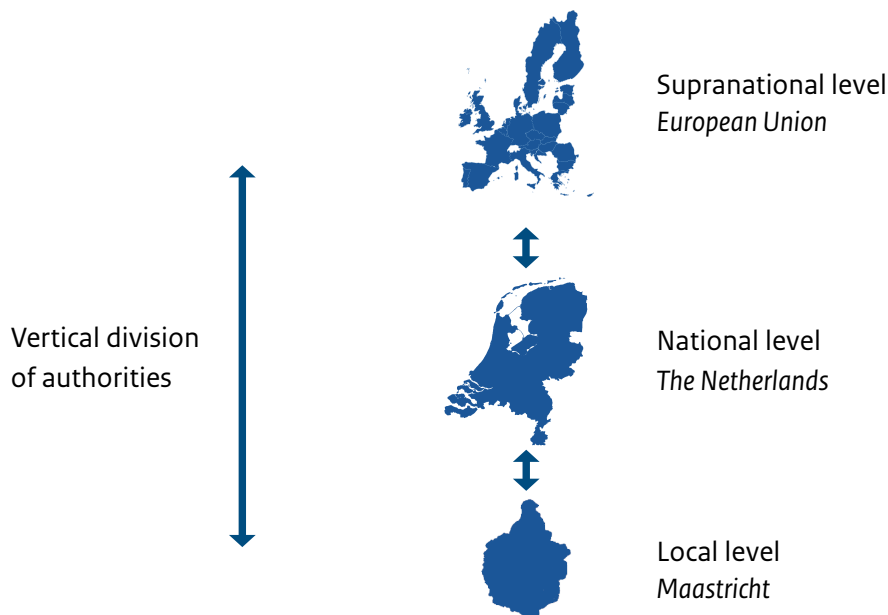 Supranational level
European Union
Vertical division
of authorities
National level
The Netherlands
Local level
Maastricht